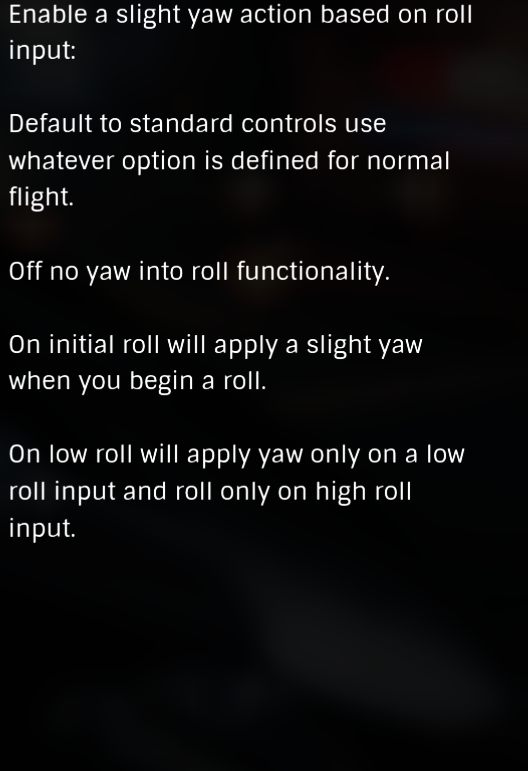 Enable a slight yaw action based on roll
input:
Default to standard controls use
whatever option is defined for normal
flight.
Off no yaw into roll functionality.
On initial roll will apply a slight yaw
when you begin a roll.
On low roll will apply yaw only on a low
roll input and roll only on high roll
input.